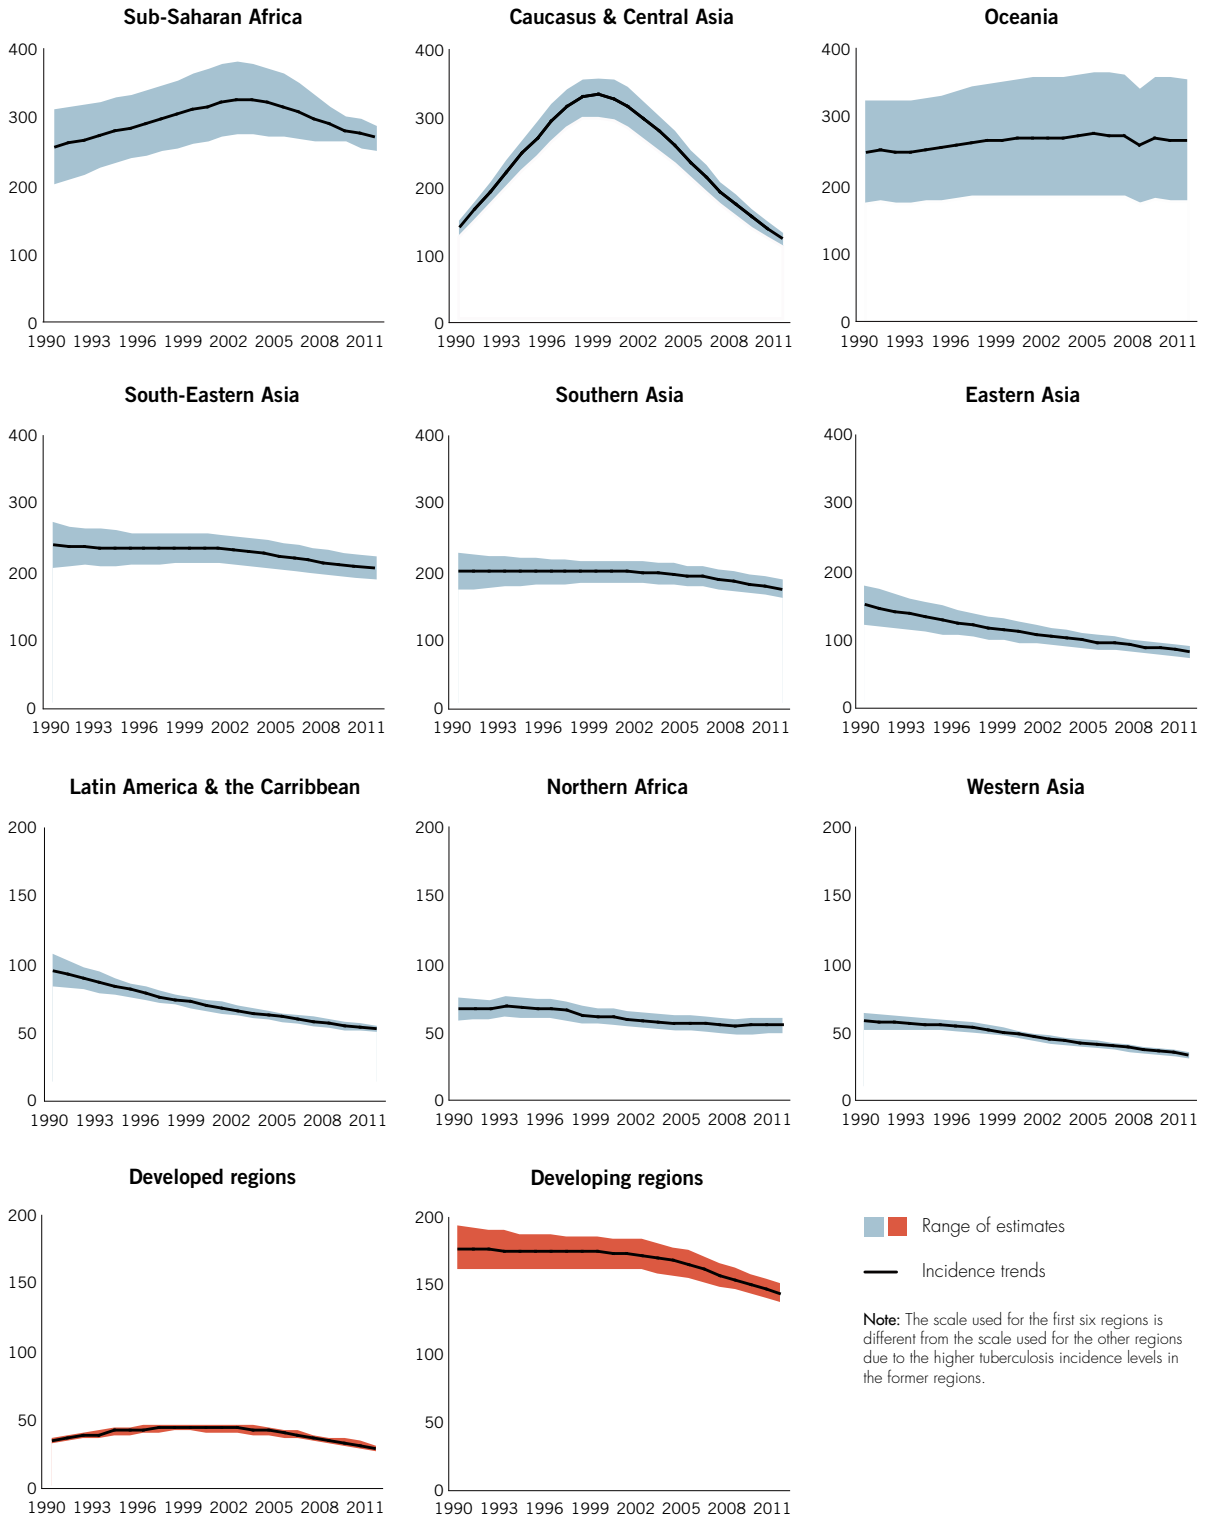 Sub-Saharan Africa
400
300
200
100
0
1990 1993 1996 1999 2002 2005 2008 2011
Caucasus & Central Asia
400
300
200
100
0
1990 1993 1996 1999 2002 2005 2008 2011
Oceania
400
300
200
100
0
1990 1993 1996 1999 2002 2005 2008 2011
South-Eastern Asia
400
300
200
100
0
1990 1993 1996 1999 2002 2005 2008 2011
Southern Asia
400
300
200
100
0
1990 1993 1996 1999 2002 2005 2008 2011
Eastern Asia
400
300
200
100
0
1990 1993 1996 1999 2002 2005 2008 2011
Latin America & the Carribbean
200
150
100
50
0
1990 1993 1996 1999 2002 2005 2008 2011
Northern Africa
200
150
100
50
0
1990 1993 1996 1999 2002 2005 2008 2011
Western Asia
200
150
100
50
0
1990 1993 1996 1999 2002 2005 2008 2011
Developed regions
200
150
100
50
0
1990 1993 1996 1999 2002 2005 2008 2011
Developing regions
200
150
100
50
0
1990 1993 1996 1999 2002 2005 2008 2011
Range of estimates
Incidence trends
Note: The scale used for the first six regions is
different from the scale used for the other regions
due to the higher tuberculosis incidence levels in
the former regions.